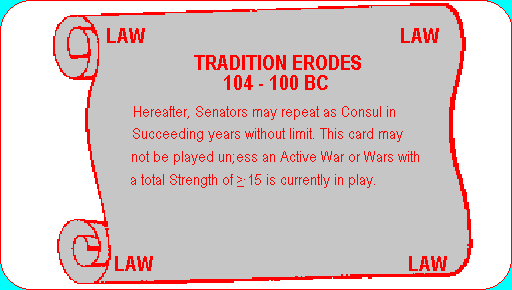 LAW LAW
TRADITION ERODES
104 - 100 BC
Hereafter, Senators may repeat as Consul in
Succeeding years without limit. This card may
not be played un;ess an Active War or Wars with
a total Strength of ≥ 15 is currently in play.
LAW LAW